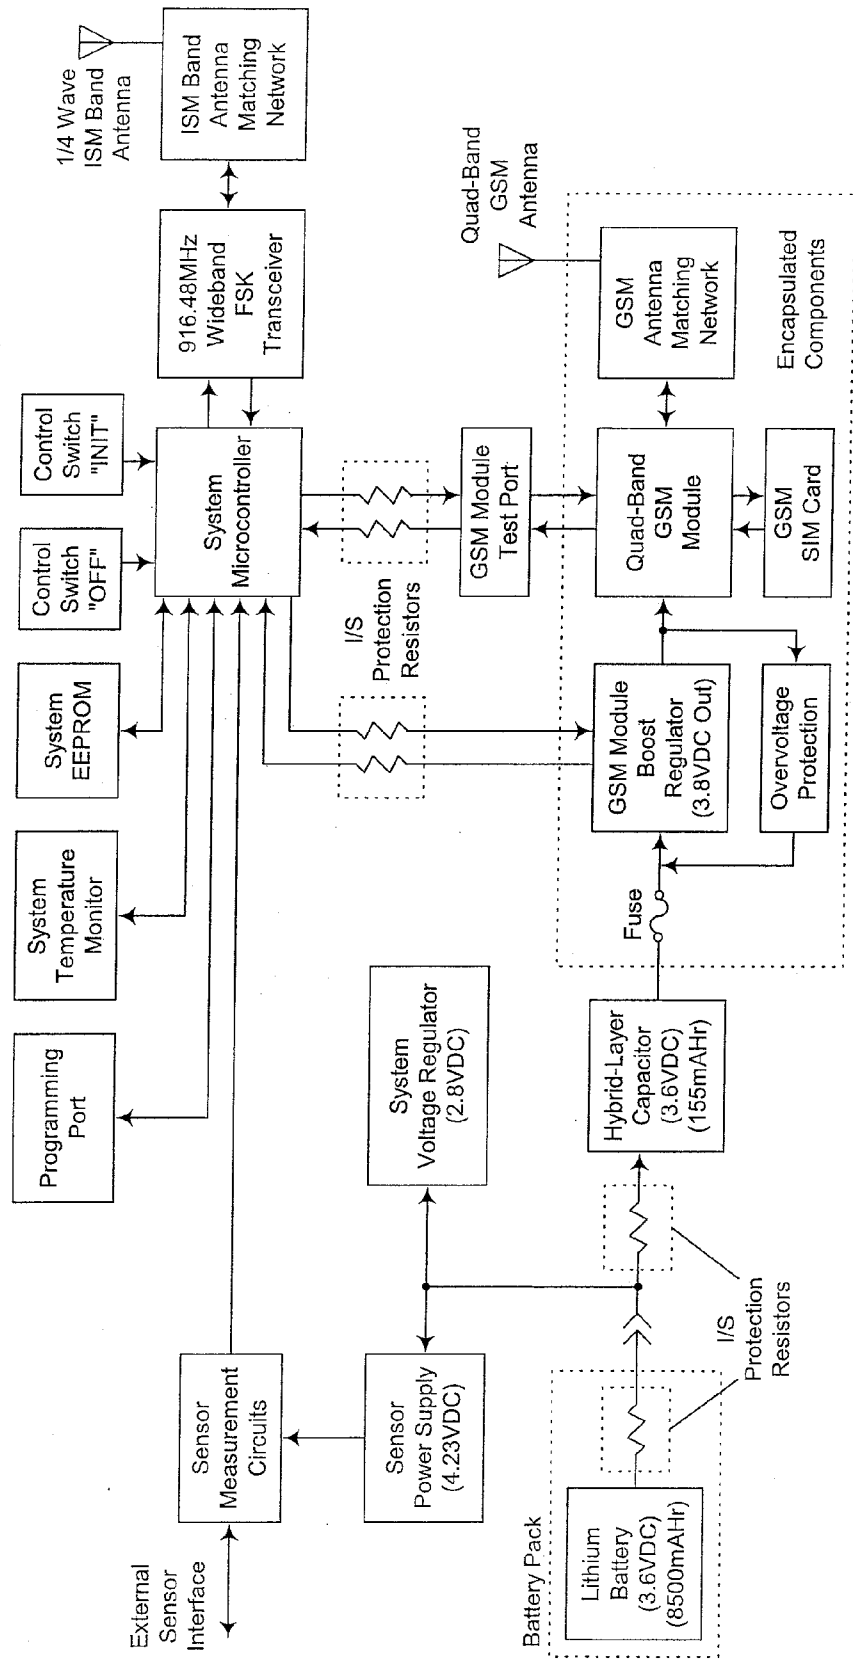 1/4 Wave
ISM Band
Antenna
ISM Band
Antenna
Matching
Network
916.48MHz
Wideband
FSK
Transceiver
Control
Switch
"INIT"
Control
Switch
"OFF"
System
Microcontroller
System
EEPROM
System
Temperature
Monitor
Programming
Port
I/S
Protection
Resistors
GSM Module
Test Port
Quad-Band
GSM
Antenna
GSM
Antenna
Matching
Network
Encapsulated
Components
Quad-Band
GSM
Module
GSM
SIM Card
GSM Module
Boost
Regulator
(3.8VDC Out)
Overvoltage
Protection
Fuse
System
Voltage Regulator
(2.8VDC)
Hybrid-Layer
Capacitor
(3.6VDC)
(155mAHr)
External
Sensor
Interface
Sensor
Measurement
Circuits
Sensor
Power Supply
(4.23VDC)
I/S
Protection
Resistors
Battery Pack
Lithium
Battery
(3.6VDC)
(8500mAHr)